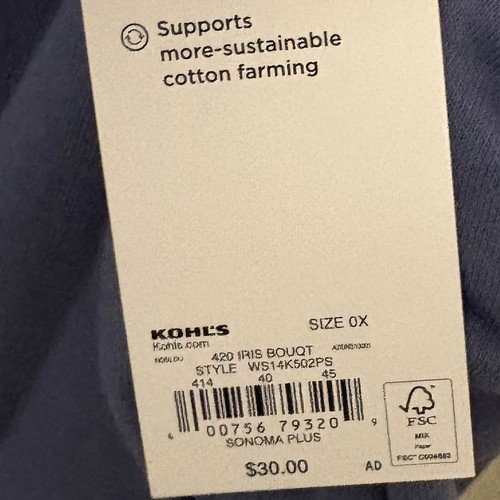 Supports
more-sustainable
cotton farming
KOHL'S
Kohls.com
SIZE 0X
420 IRIS BOUQT
STYLE WS14K502PS
414 40 45
00756 79320 9
SONOMA PLUS
$30.00 AD
FSC
MIX
Paper